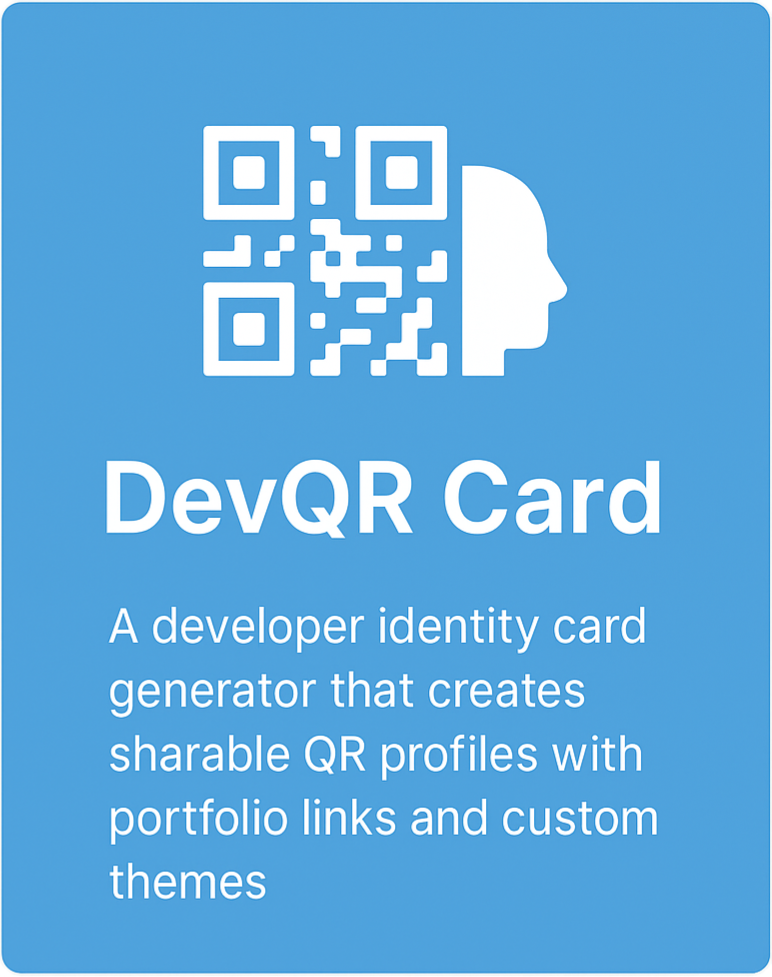 DevQR Card
A developer identity card
generator that creates
sharable QR profiles with
portfolio links and custom
themes